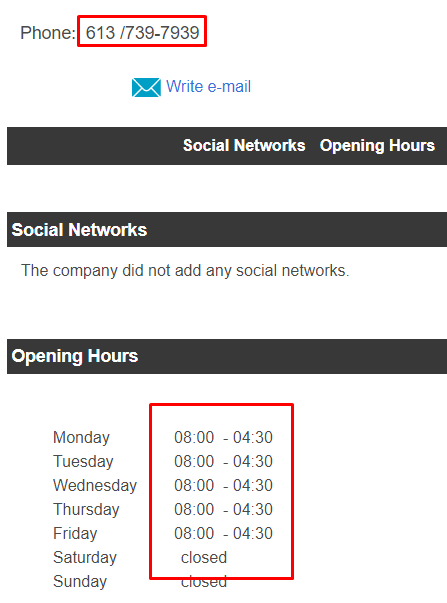 Phone: 613 /739-7939
Write e-mail
Social Networks Opening Hours
Social Networks
The company did not add any social networks.
Opening Hours
Monday 08:00 - 04:30
Tuesday 08:00 - 04:30
Wednesday 08:00 - 04:30
Thursday 08:00 - 04:30
Friday 08:00 - 04:30
Saturday closed
Sunday closed